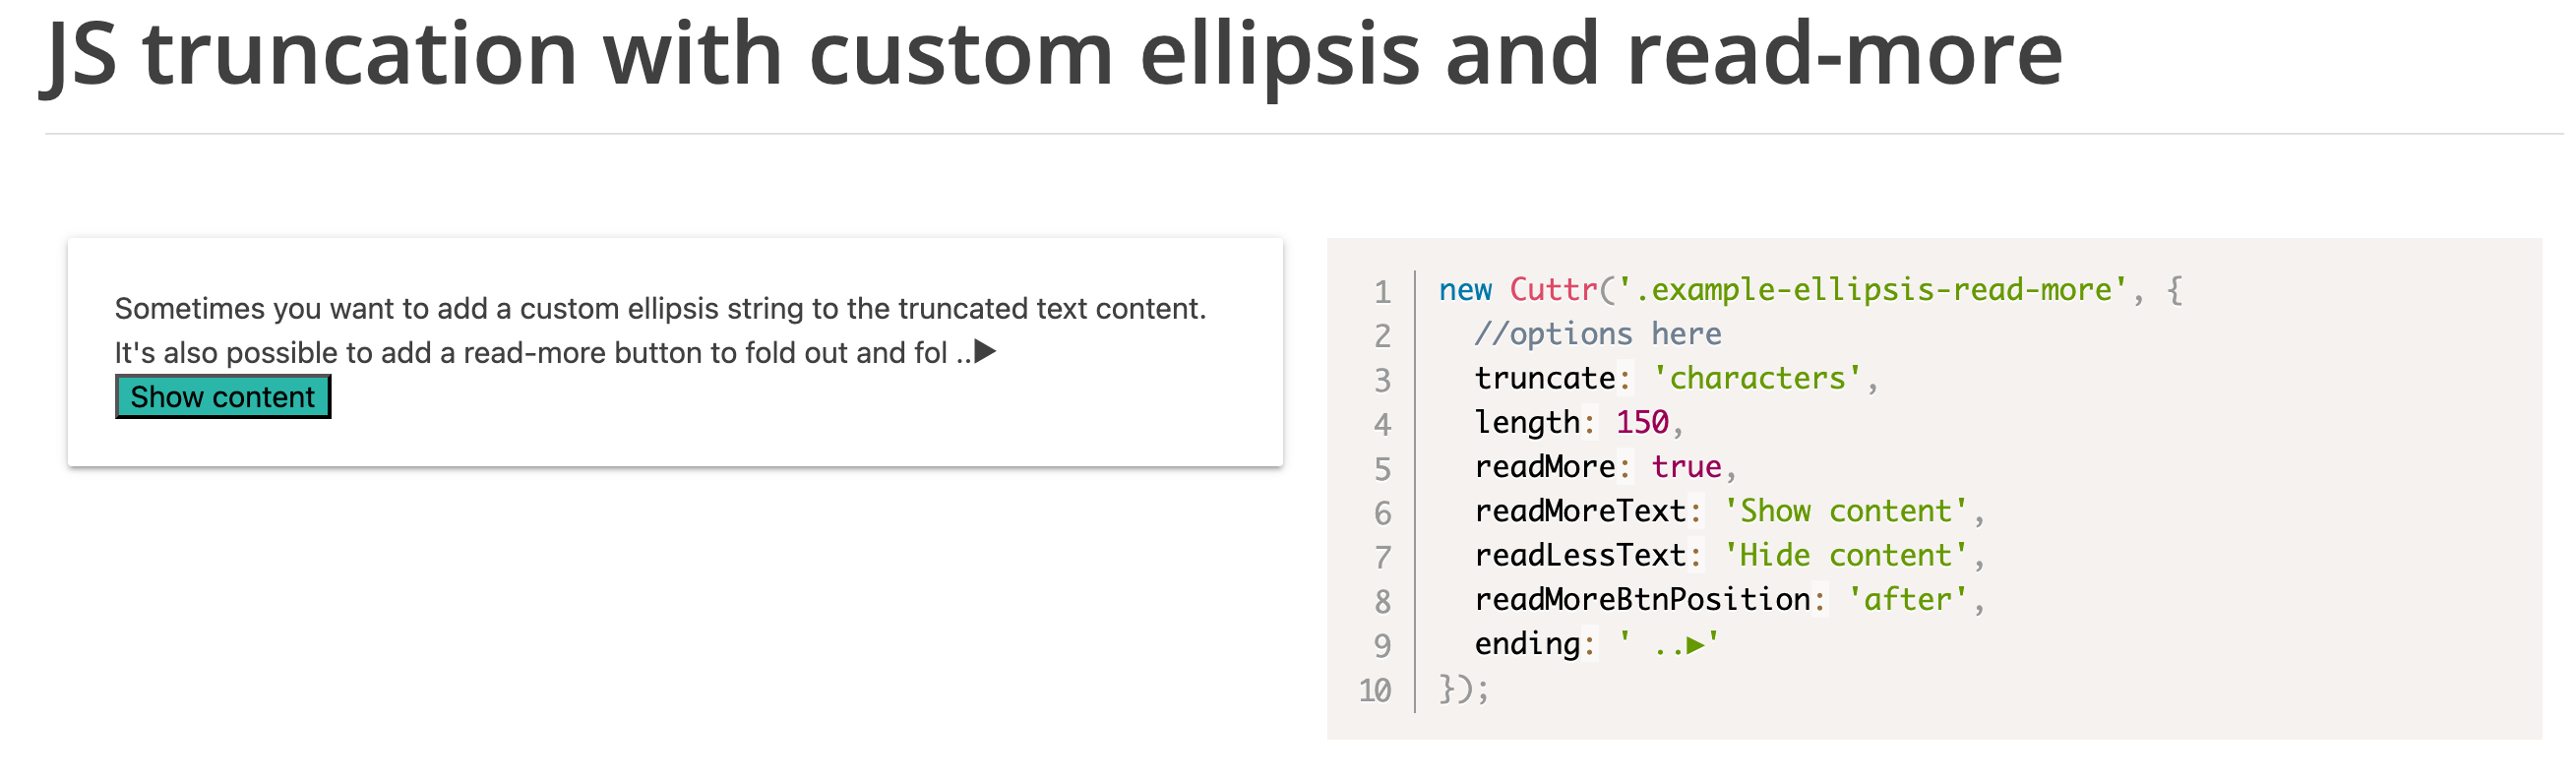 JS truncation with custom ellipsis and read-more
Sometimes you want to add a custom ellipsis string to the truncated text content.
It's also possible to add a read-more button to fold out and fol ..▶
Show content
1 new Cuttr('.example-ellipsis-read-more', {
2 //options here
3 truncate: 'characters',
4 length: 150,
5 readMore: true,
6 readMoreText: 'Show content',
7 readLessText: 'Hide content',
8 readMoreBtnPosition: 'after',
9 ending: ' ..▶'
10 });